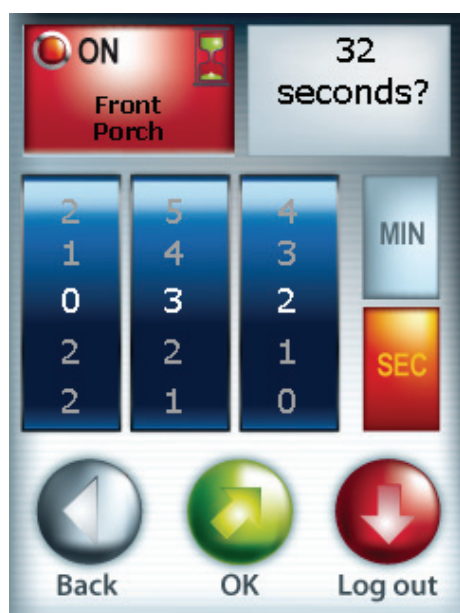 ON
Front
Porch
32
seconds?
2 5 4
1 4 3
0 3 2
2 2 1
2 1 0
MIN
SEC
Back OK Log out